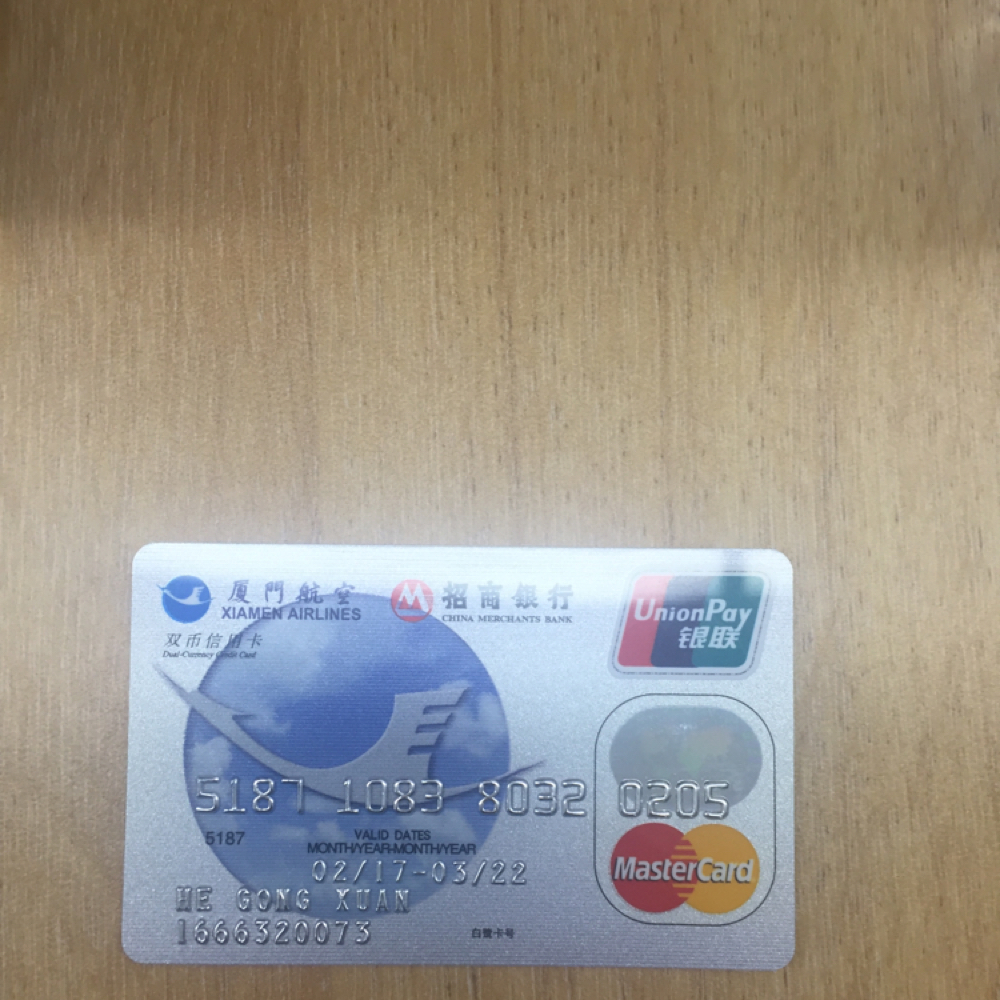 厦門航空
XIAMEN AIRLINES
招商银行
CHINA MERCHANTS BANK
UnionPay
银联
双币信用卡
Dual-Currency Credit Card
5187 1083 8032 0205
5187
VALID DATES
MONTH/YEAR-MONTH/YEAR
02/17-03/22
MasterCard
HE GONG XUAN
1666320073
白鹭卡号